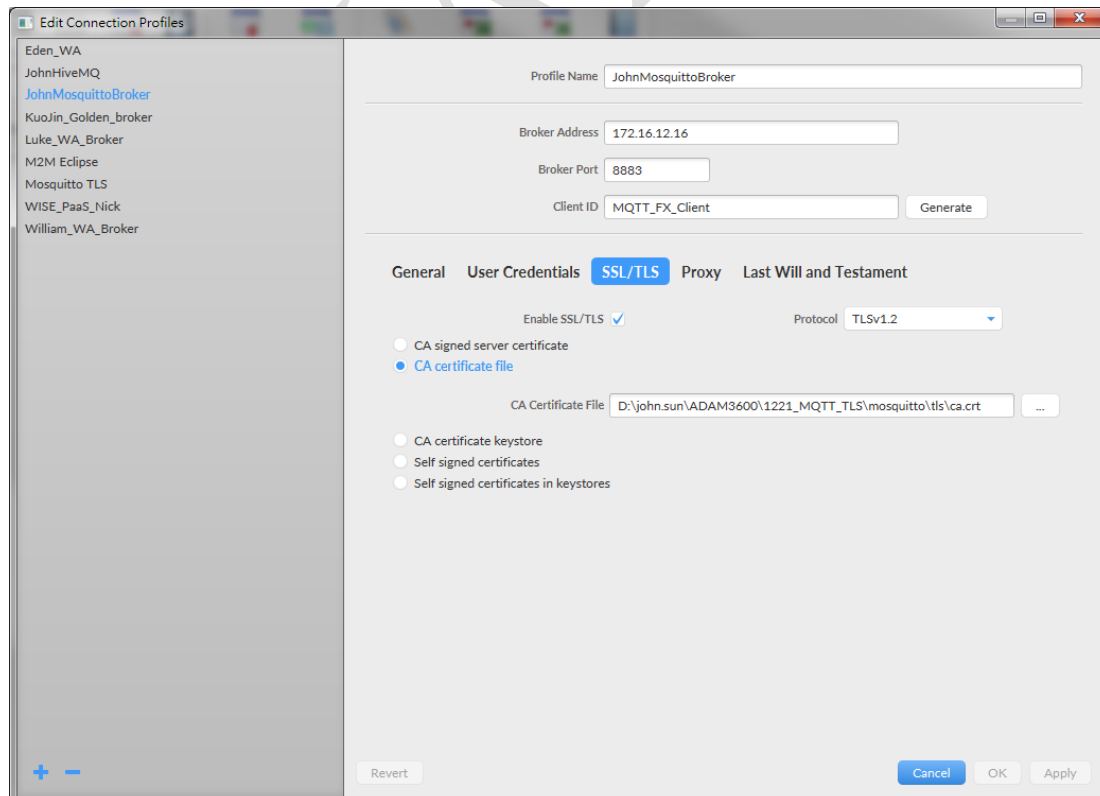 Edit Connection Profiles
Eden_WA
JohnHiveMQ
JohnMosquittoBroker
KuoJin_Golden_broker
Luke_WA_Broker
M2M Eclipse
Mosquitto TLS
WISE_PaaS_Nick
William_WA_Broker
Profile Name JohnMosquittoBroker
Broker Address 172.16.12.16
Broker Port 8883
Client ID MQTT_FX_Client Generate
General User Credentials SSL/TLS Proxy Last Will and Testament
Enable SSL/TLS Protocol TLSv1.2
CA signed server certificate
CA certificate file
CA Certificate File D:\john.sun\ADAM3600\1221_MQTT_TLS\mosquitto\tls\ca.crt ...
CA certificate keystore
Self signed certificates
Self signed certificates in keystores
Revert Cancel OK Apply